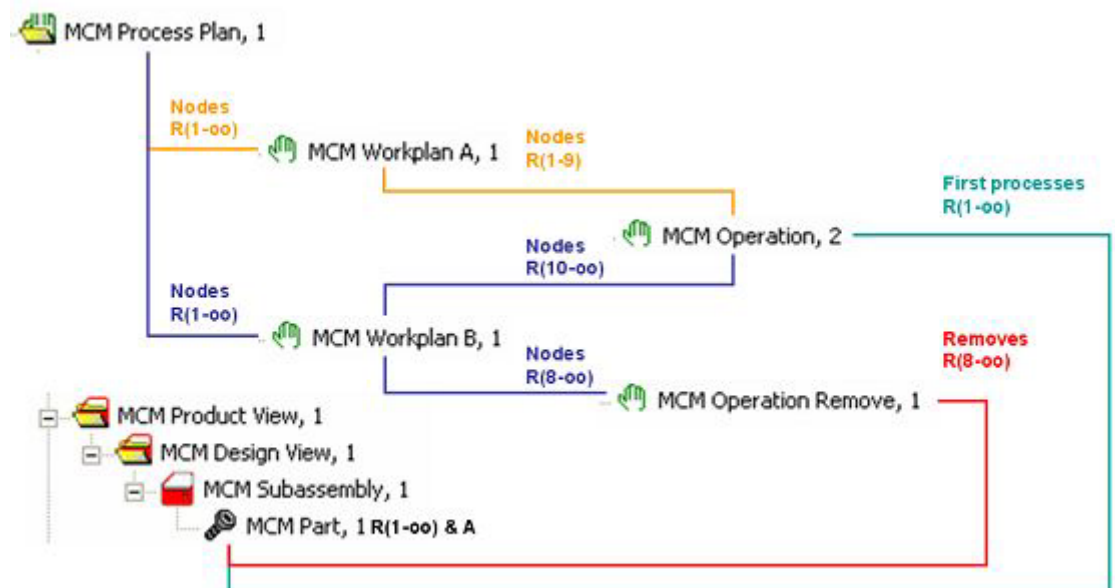 MCM Process Plan, 1
Nodes
R(1-oo)
MCM Workplan A, 1
Nodes
R(1-9)
First processes
R(1-oo)
MCM Operation, 2
Nodes
R(10-oo)
Nodes
R(1-oo)
MCM Workplan B, 1
Removes
R(8-oo)
Nodes
R(8-oo)
MCM Operation Remove, 1
MCM Product View, 1
MCM Design View, 1
MCM Subassembly, 1
MCM Part, 1 R(1-oo) & A